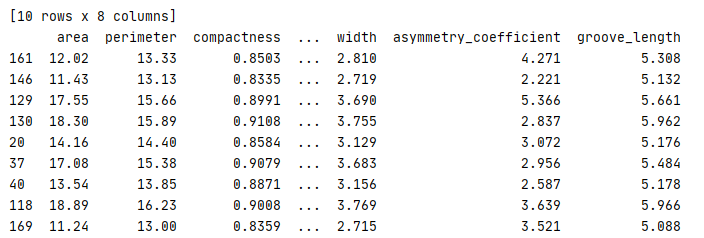 [10 rows x 8 columns]
area perimeter compactness ... width asymmetry_coefficient groove_length
161 12.02 13.33 0.8503 ... 2.810 4.271 5.308
146 11.43 13.13 0.8335 ... 2.719 2.221 5.132
129 17.55 15.66 0.8991 ... 3.690 5.366 5.661
130 18.30 15.89 0.9108 ... 3.755 2.837 5.962
20 14.16 14.40 0.8584 ... 3.129 3.072 5.176
37 17.08 15.38 0.9079 ... 3.683 2.956 5.484
40 13.54 13.85 0.8871 ... 3.156 2.587 5.178
118 18.89 16.23 0.9008 ... 3.769 3.639 5.966
169 11.24 13.00 0.8359 ... 2.715 3.521 5.088